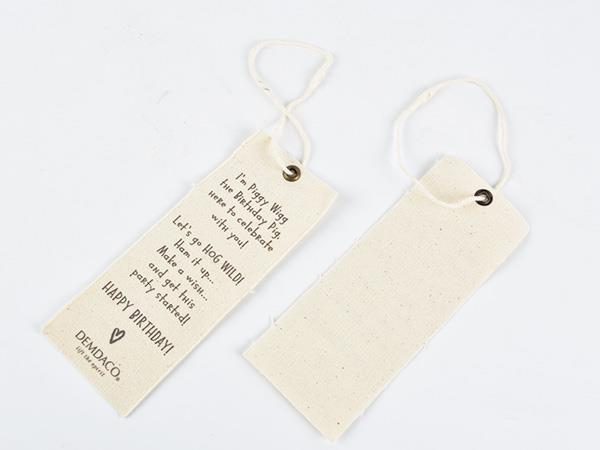 I'm Piggy Wigg
the Birthday Pig,
here to celebrate
with you!
Let's go HOG WILD!
Ham it up...
Make a wish...
and get this
party started!
HAPPY BIRTHDAY!
DEMDACO®
lift the spirit